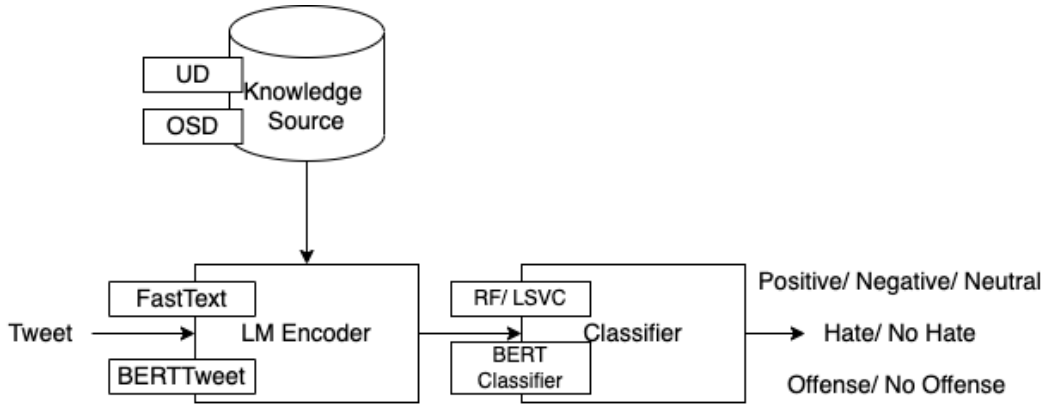 UD
OSD
Knowledge
Source
Tweet
FastText
BERTTweet
LM Encoder
RF/ LSVC
BERT
Classifier
Classifier
Positive/ Negative/ Neutral
Hate/ No Hate
Offense/ No Offense